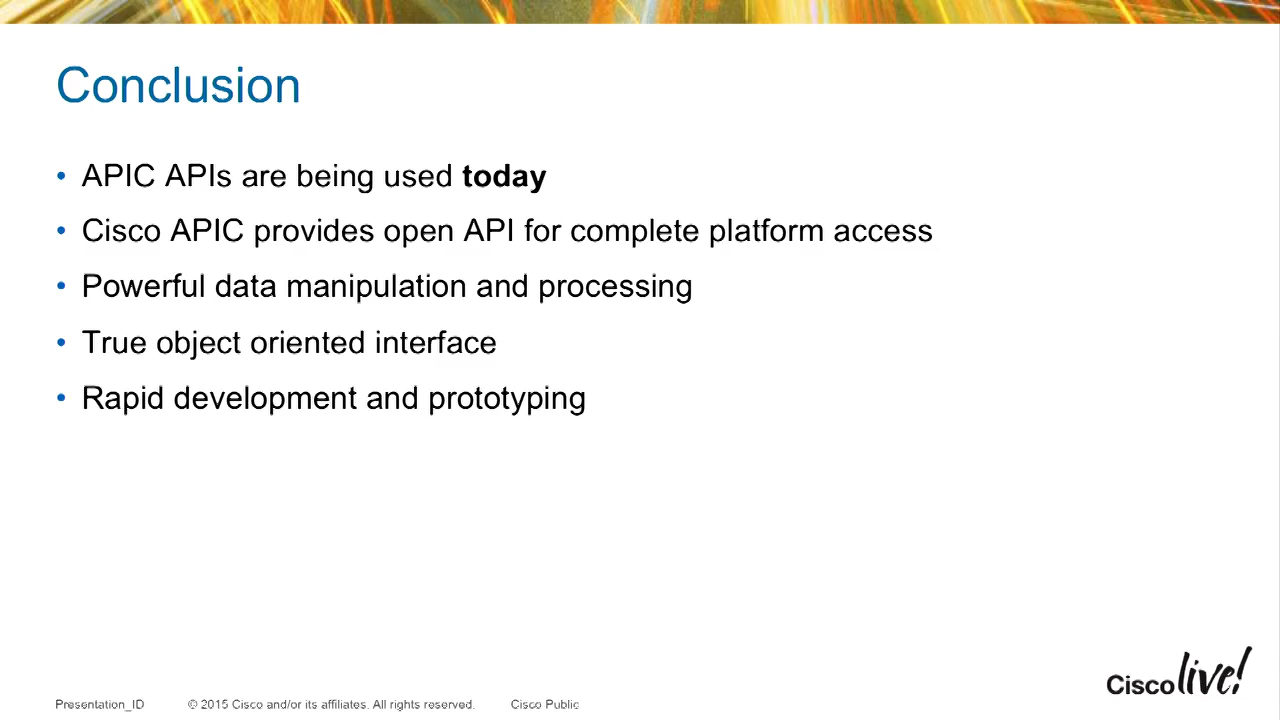 Conclusion
• APIC APIs are being used today
• Cisco APIC provides open API for complete platform access
• Powerful data manipulation and processing
• True object oriented interface
• Rapid development and prototyping
Cisco live!
Presentation_ID © 2015 Cisco and/or its affiliates. All rights reserved. Cisco Public